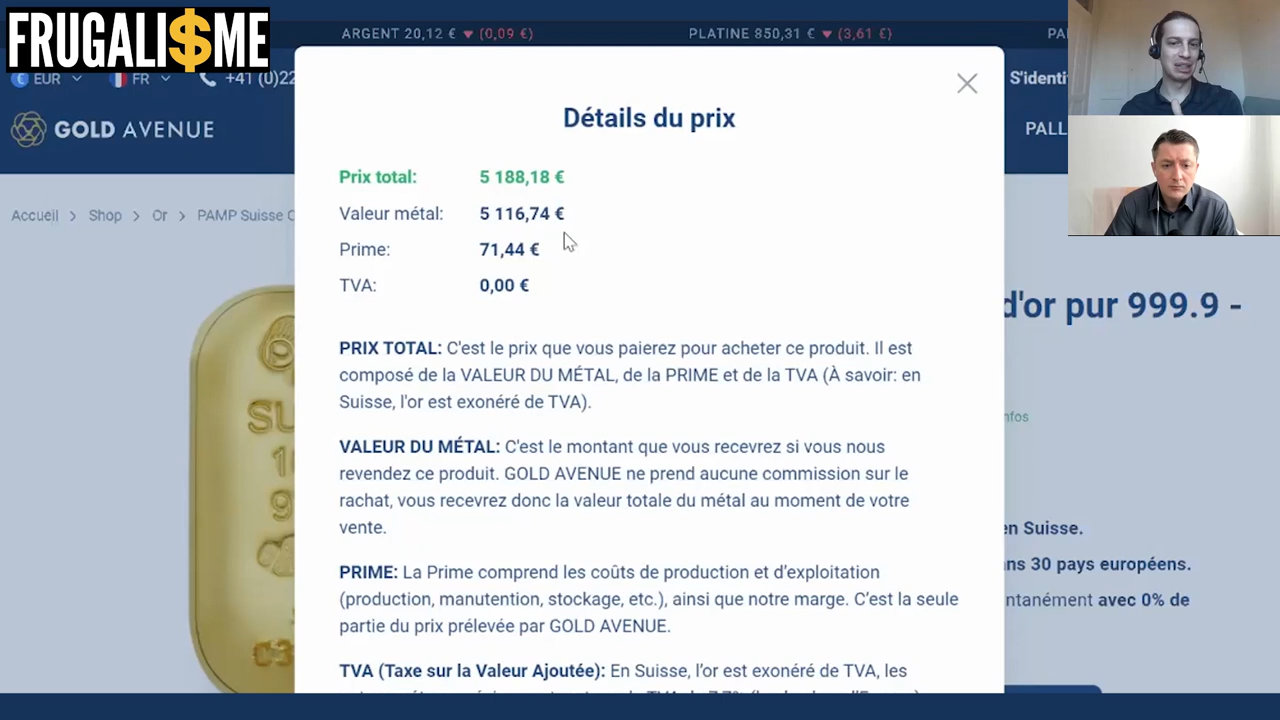 FRUGALI$ME
ARGENT 20,12 € ▼ (0,09 €)
PLATINE 850,31 € ▼ (3,61 €)
EUR
FR
+41 (0)22
S'identi
GOLD AVENUE
PALL
Accueil > Shop > Or > PAMP Suisse
Détails du prix
Prix total: 5 188,18 €
Valeur métal: 5 116,74 €
Prime: 71,44 €
TVA: 0,00 €
PRIX TOTAL: C'est le prix que vous paierez pour acheter ce produit. Il est
composé de la VALEUR DU MÉTAL, de la PRIME et de la TVA (À savoir: en
Suisse, l'or est exonéré de TVA).
VALEUR DU MÉTAL: C'est le montant que vous recevrez si vous nous
revendez ce produit. GOLD AVENUE ne prend aucune commission sur le
rachat, vous recevrez donc la valeur totale du métal au moment de votre
vente.
PRIME: La Prime comprend les coûts de production et d'exploitation
(production, manutention, stockage, etc.), ainsi que notre marge. C'est la seule
partie du prix prélevée par GOLD AVENUE.
TVA (Taxe sur la Valeur Ajoutée): En Suisse, l'or est exonéré de TVA, les
d'or pur 999.9 -
nfos
en Suisse.
ns 30 pays européens.
ntanément avec 0% de
SU